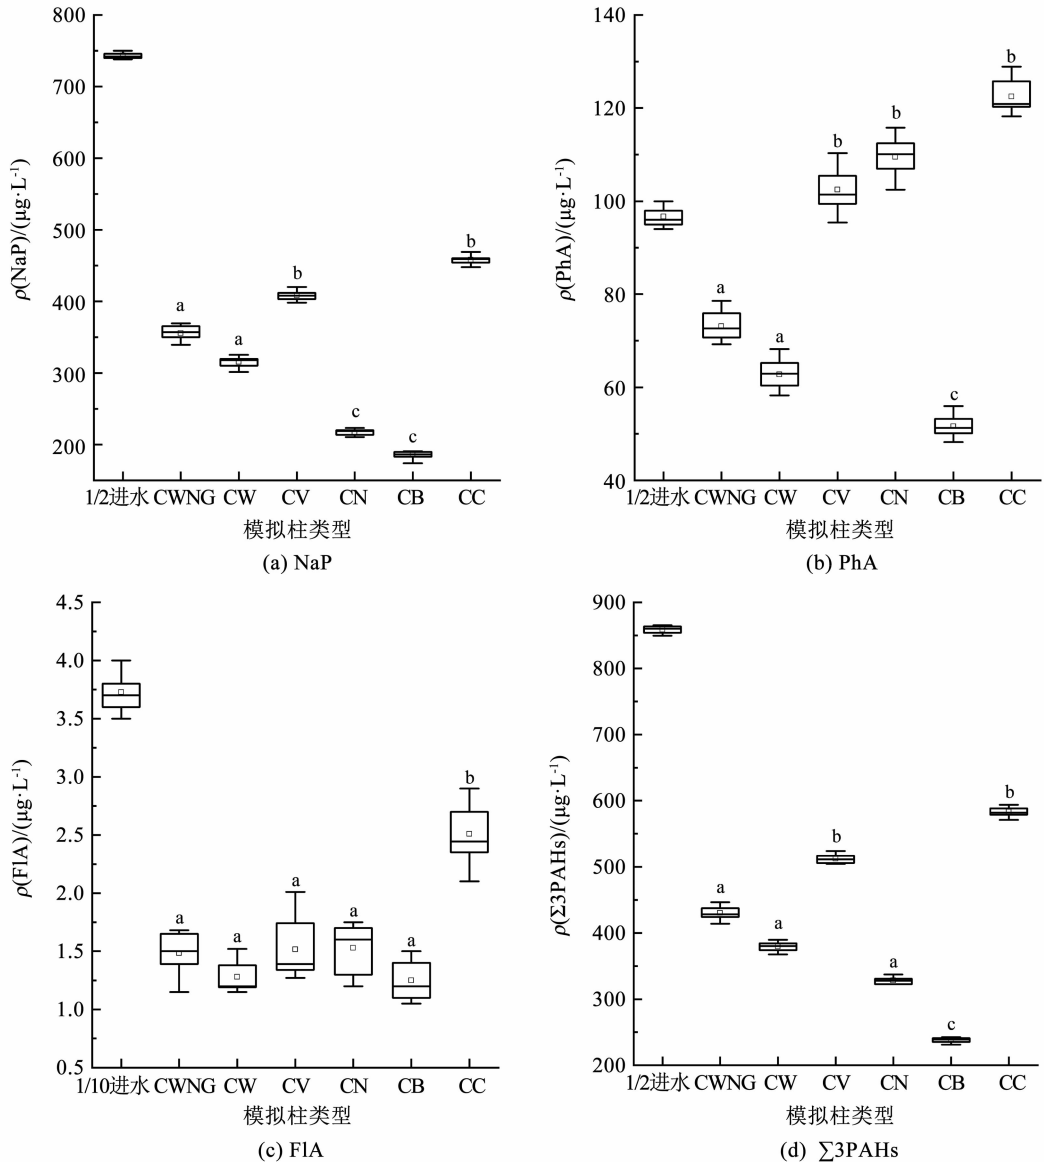 800
700
600
500
400
300
200
ρ(NaP)/(μg·L⁻¹)
a
a
b
c
c
b
1/2进水 CWNG CW CV CN CB CC
模拟柱类型
(a) NaP
140
120
100
80
60
40
ρ(PhA)/(μg·L⁻¹)
a
a
b
b
c
b
1/2进水 CWNG CW CV CN CB CC
模拟柱类型
(b) PhA
4.5
4.0
3.5
3.0
2.5
2.0
1.5
1.0
0.5
ρ(FlA)/(μg·L⁻¹)
a
a
a
a
a
b
1/10进水 CWNG CW CV CN CB CC
模拟柱类型
(c) FlA
900
800
700
600
500
400
300
200
ρ(Σ3PAHs)/(μg·L⁻¹)
a
a
b
a
c
b
1/2进水 CWNG CW CV CN CB CC
模拟柱类型
(d) ∑3PAHs